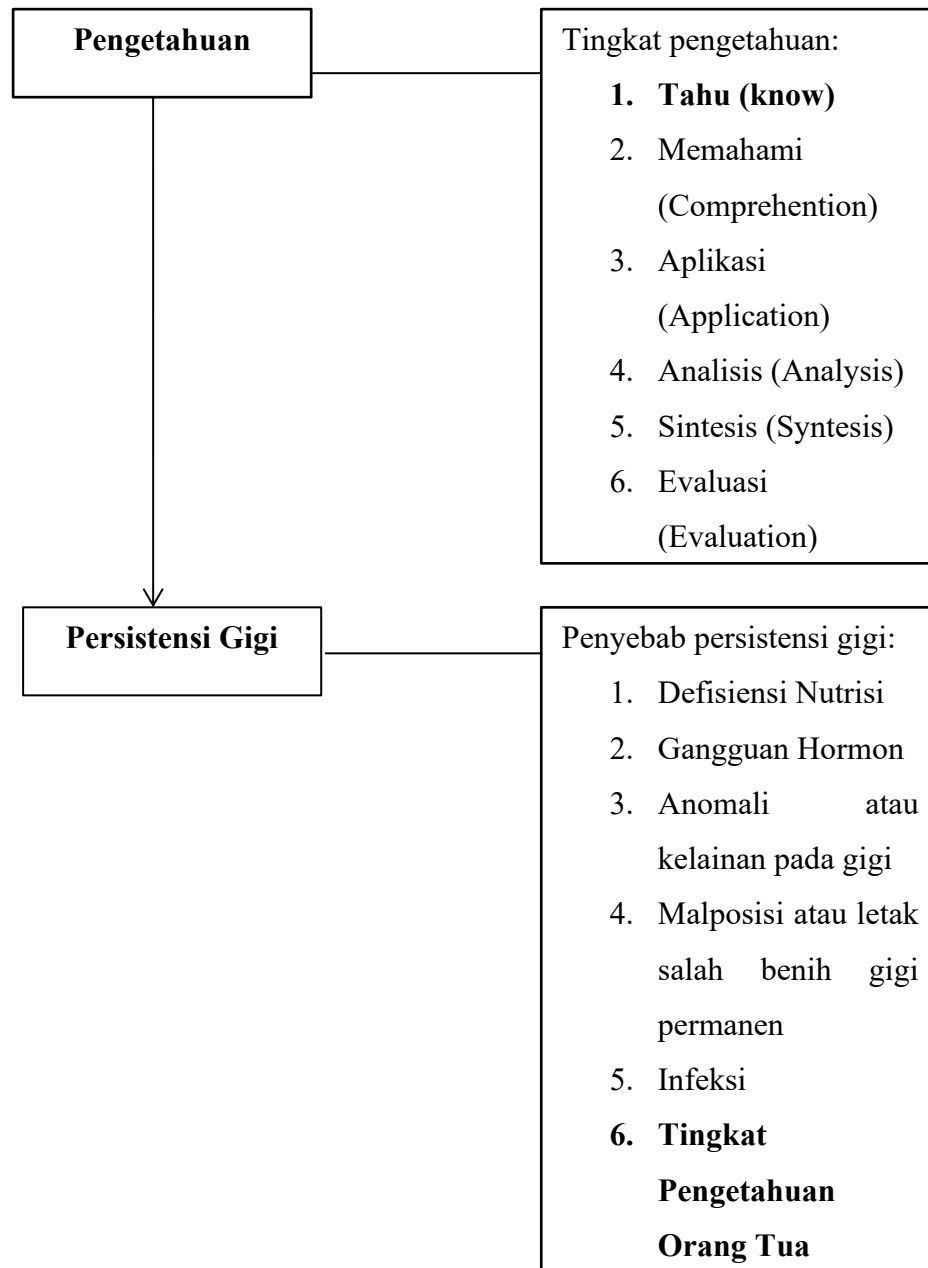 Pengetahuan
Tingkat pengetahuan:
1. Tahu (know)
2. Memahami
(Comprehention)
3. Aplikasi
(Application)
4. Analisis (Analysis)
5. Sintesis (Syntesis)
6. Evaluasi
(Evaluation)
Persistensi Gigi
Penyebab persistensi gigi:
1. Defisiensi Nutrisi
2. Gangguan Hormon
3. Anomali atau
kelainan pada gigi
4. Malposisi atau letak
salah benih gigi
permanen
5. Infeksi
6. Tingkat
Pengetahuan
Orang Tua